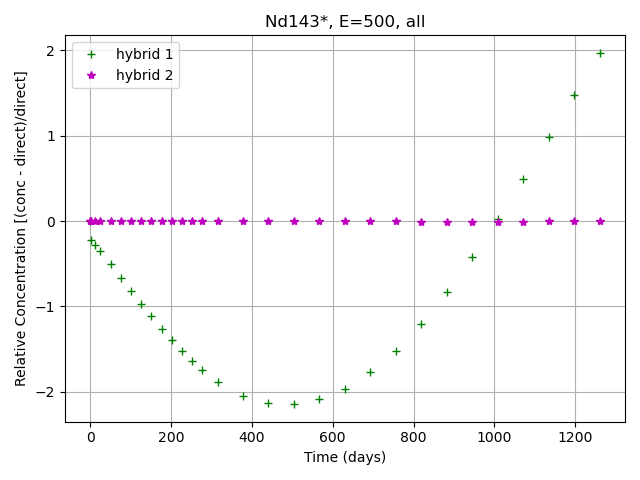 Nd143*, E=500, all
hybrid 1
hybrid 2
Relative Concentration [(conc - direct)/direct]
2
1
0
−1
−2
0 200 400 600 800 1000 1200
Time (days)